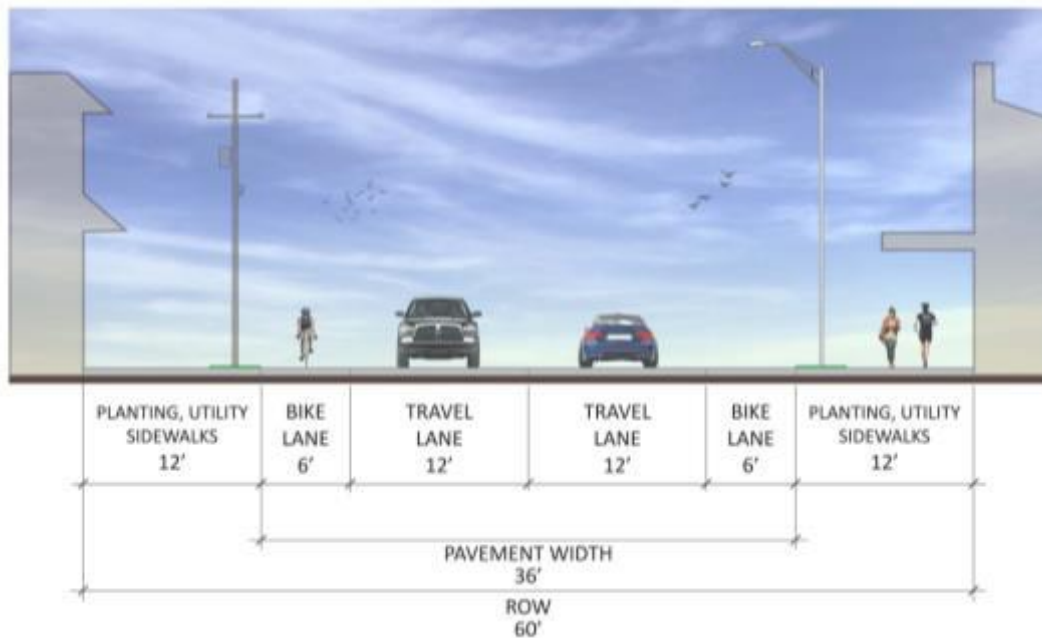 PLANTING, UTILITY
SIDEWALKS
12'
BIKE
LANE
6'
TRAVEL
LANE
12'
TRAVEL
LANE
12'
BIKE
LANE
6'
PLANTING, UTILITY
SIDEWALKS
12'
PAVEMENT WIDTH
36'
ROW
60'